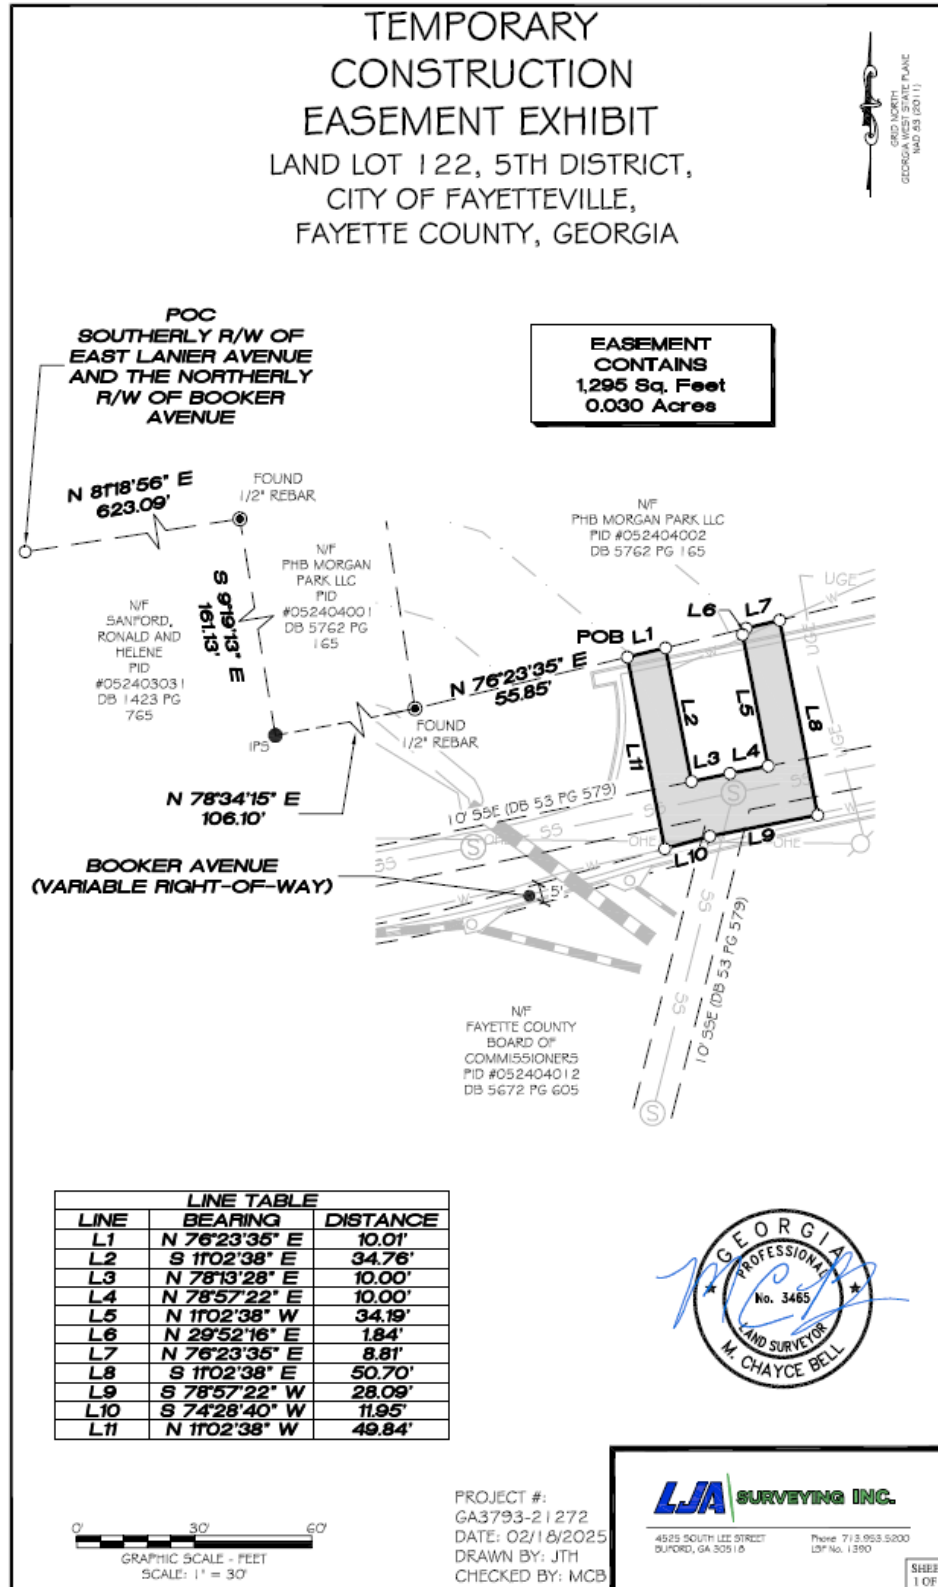 TEMPORARY
CONSTRUCTION
EASEMENT EXHIBIT
LAND LOT 122, 5TH DISTRICT,
CITY OF FAYETTEVILLE,
FAYETTE COUNTY, GEORGIA
GRID NORTH
GEORGIA WEST STATE PLANE
NAD 83 (2011)
POC
SOUTHERLY R/W OF
EAST LANIER AVENUE
AND THE NORTHERLY
R/W OF BOOKER
AVENUE
EASEMENT
CONTAINS
1,295 Sq. Feet
0.030 Acres
N 81°18'56" E
623.09'
FOUND
1/2" REBAR
N/F
PHB MORGAN
PARK LLC
PID
#052404001
DB 5762 PG
165
N/F
PHB MORGAN PARK LLC
PID #052404002
DB 5762 PG 165
N/F
SANFORD,
RONALD AND
HELENE
PID
#052403031
DB 1423 PG
765
S 9°19'13" E
161.13'
IPS
N 76°23'35" E
55.85'
FOUND
1/2" REBAR
POB
L1
L2
L3
L4
L5
L6
L7
L8
L9
L10
L11
UGE
UGE
UGE
W
W
W
W
W
N 78°34'15" E
106.10'
10' SSE (DB 53 PG 579)
SS
SS
SS
SS
OHE
OHE
OHE
S
S
S
BOOKER AVENUE
(VARIABLE RIGHT-OF-WAY)
5'
SS
SS
10' SSE (DB 53 PG 579)
N/F
FAYETTE COUNTY
BOARD OF
COMMISSIONERS
PID #052404012
DB 5672 PG 605
LINE TABLE
LINE BEARING DISTANCE
L1 N 76°23'35" E 10.01'
L2 S 11°02'38" E 34.76'
L3 N 78°13'28" E 10.00'
L4 N 78°57'22" E 10.00'
L5 N 11°02'38" W 34.19'
L6 N 29°52'16" E 1.84'
L7 N 76°23'35" E 8.81'
L8 S 11°02'38" E 50.70'
L9 S 78°57'22" W 28.09'
L10 S 74°28'40" W 11.95'
L11 N 11°02'38" W 49.84'
GEORGIA
PROFESSIONAL
No. 3465
LAND SURVEYOR
M. CHAYCE BELL
0' 30' 60'
GRAPHIC SCALE - FEET
SCALE: 1" = 30'
PROJECT #:
GA3793-21272
DATE: 02/18/2025
DRAWN BY: JTH
CHECKED BY: MCB
LJA SURVEYING INC.
4525 SOUTH LEE STREET
BUFORD, GA 30518
Phone 713.953.5200
LSF No. 1390
SHEE
1 OF